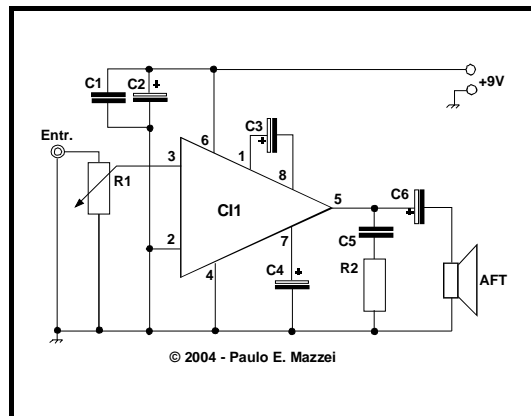 C1
C2
+
+9V
Entr.
R1
3
6
1
C3
+
8
CI1
5
C6
+
2
4
7
C4
+
C5
R2
AFT
© 2004 - Paulo E. Mazzei